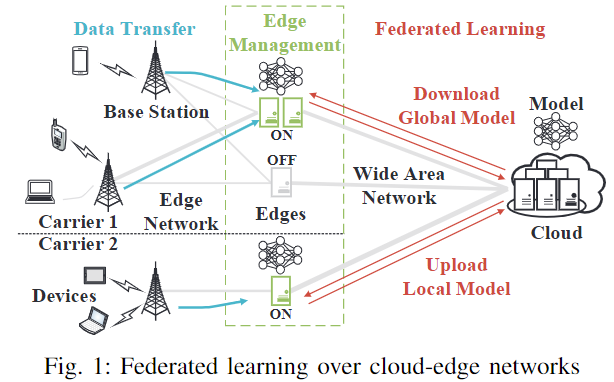 Data Transfer
Edge
Management
Federated Learning
Base Station
ON
Download
Global Model
Model
OFF
Wide Area
Network
Edge
Network
Edges
Carrier 1
Carrier 2
Cloud
Devices
ON
Upload
Local Model
Fig. 1: Federated learning over cloud-edge networks